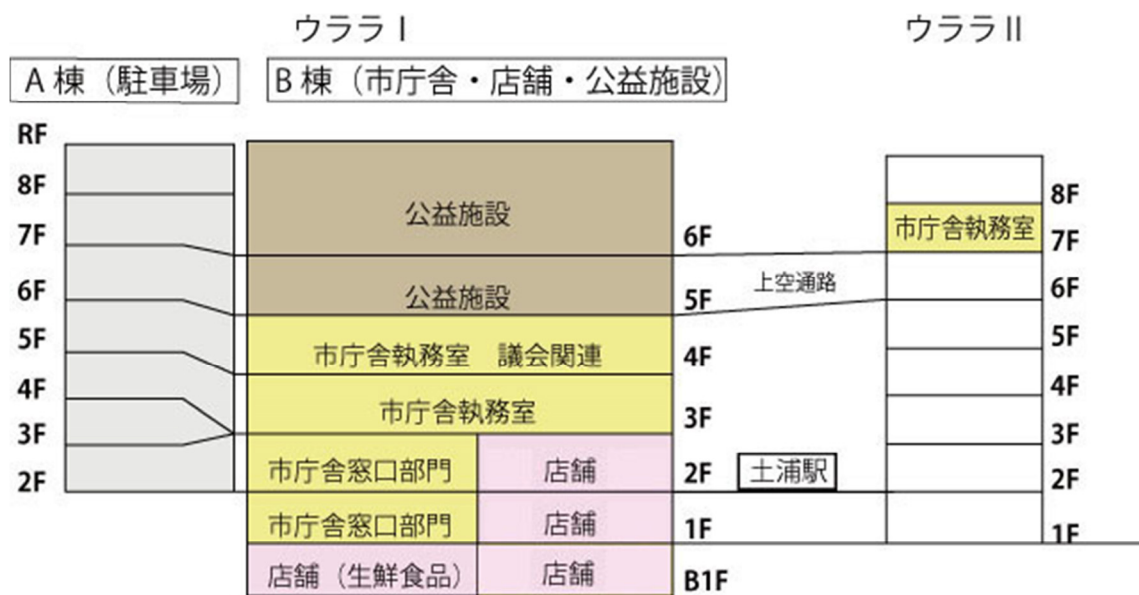 ウララⅠ
ウララⅡ
A棟（駐車場）
B棟（市庁舎・店舗・公益施設）
RF
8F
7F
6F
5F
4F
3F
2F
公益施設
公益施設
市庁舎執務室　議会関連
市庁舎執務室
市庁舎窓口部門
店舗
市庁舎窓口部門
店舗
店舗（生鮮食品）
店舗
6F
5F
4F
3F
2F
1F
B1F
上空通路
土浦駅
市庁舎執務室
8F
7F
6F
5F
4F
3F
2F
1F